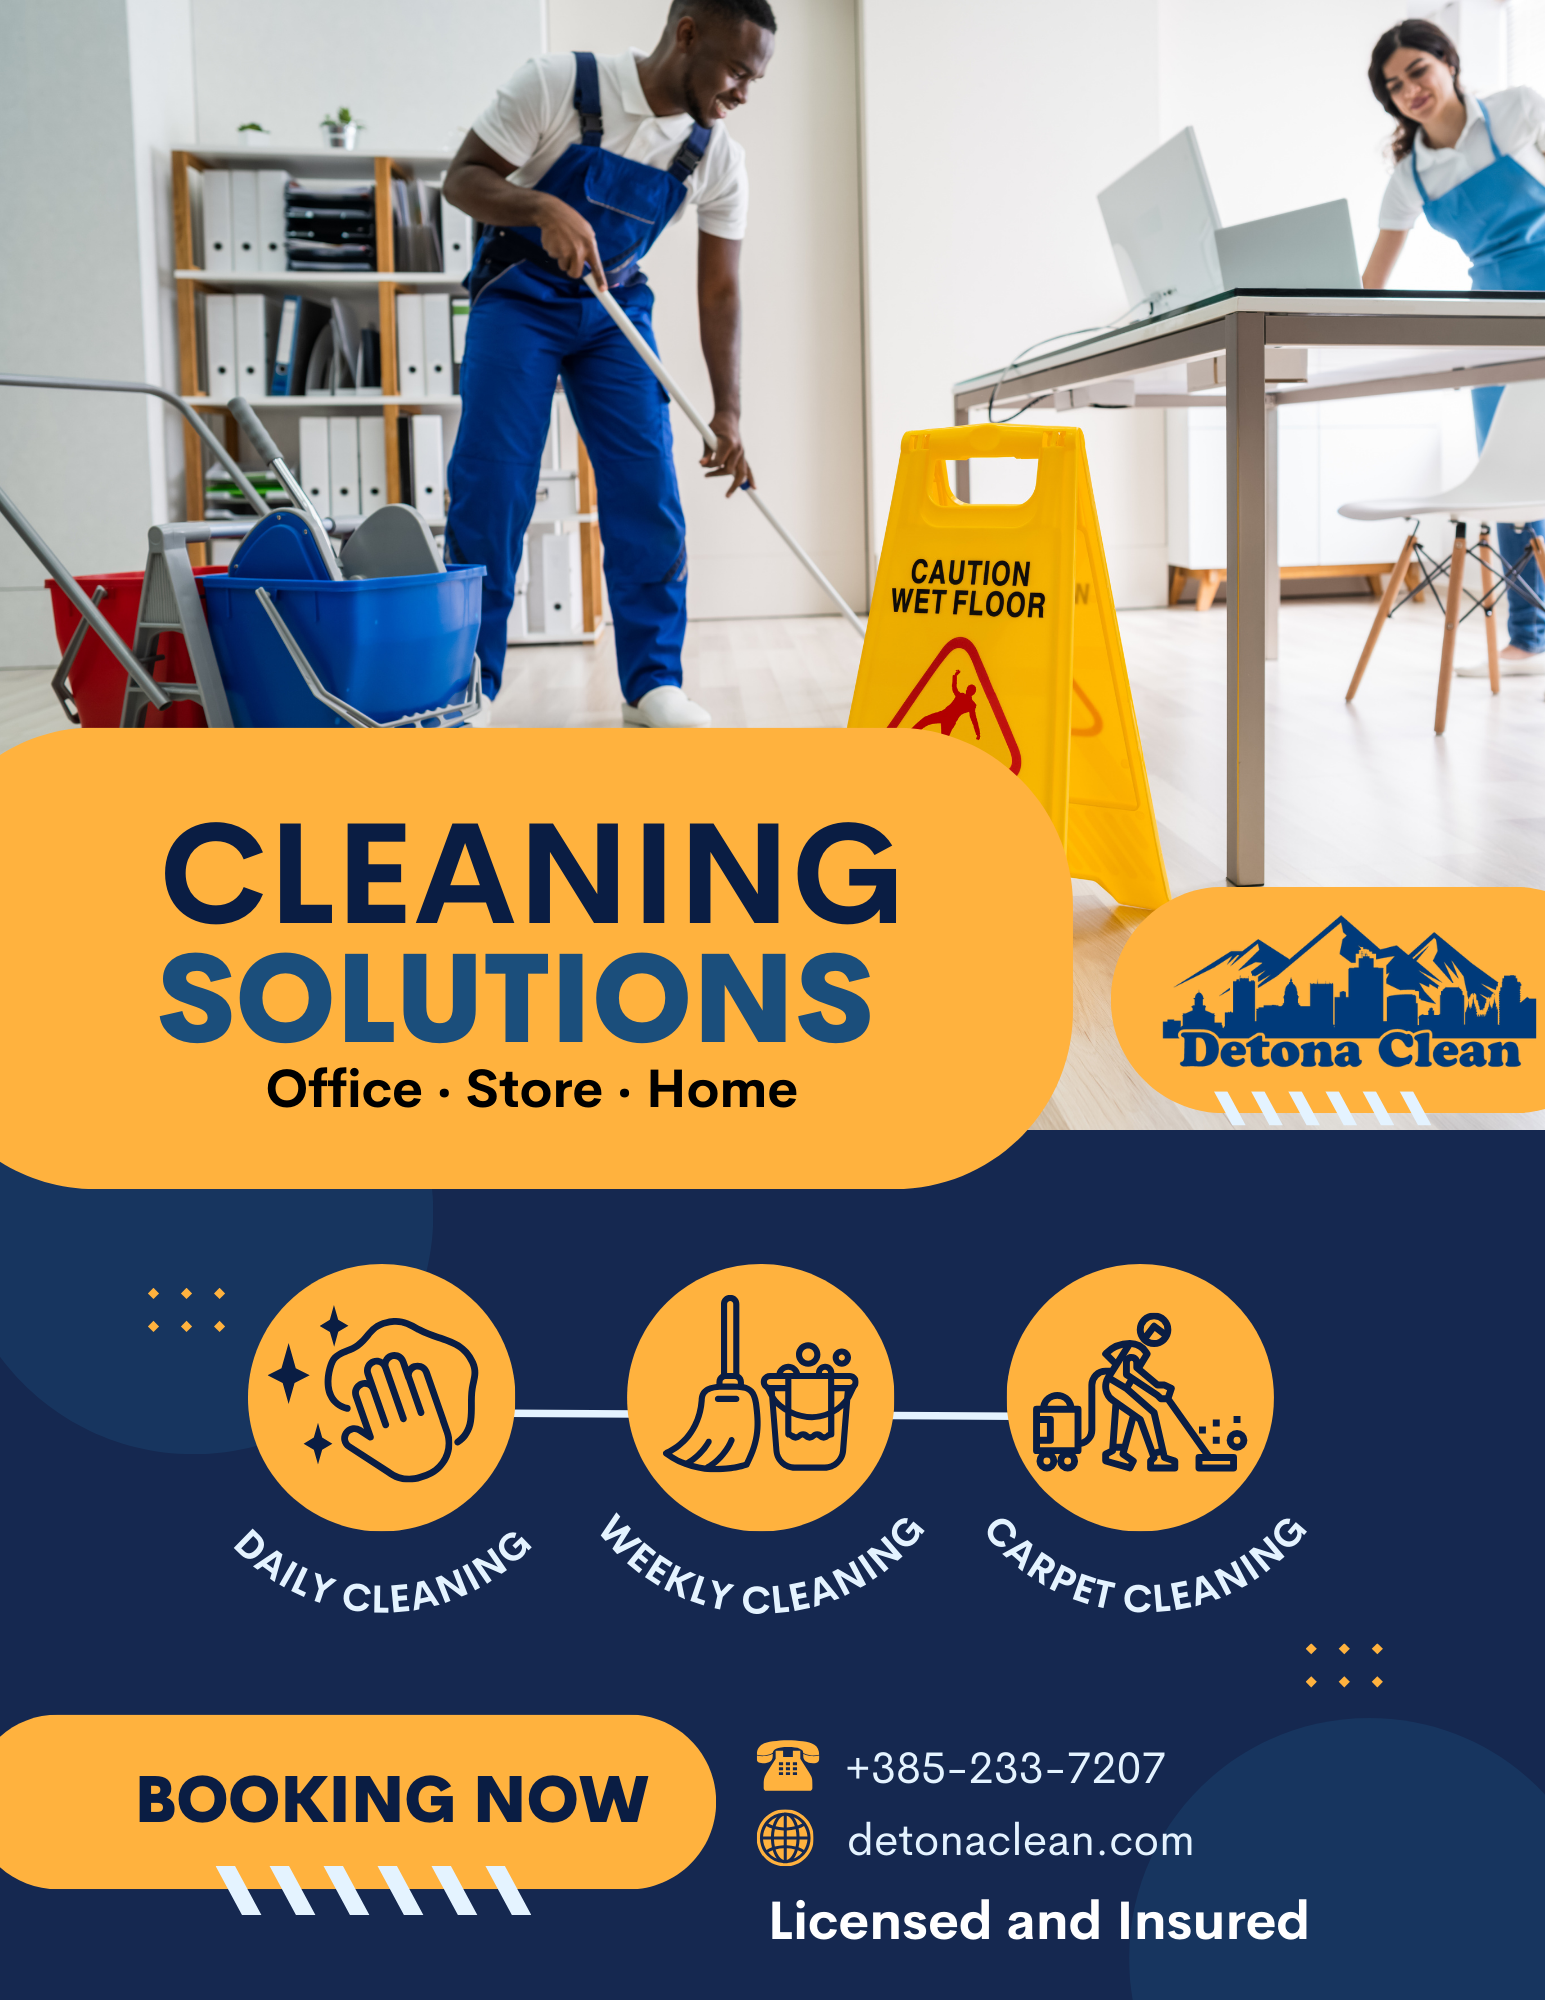 CAUTION
WET FLOOR
CLEANING
SOLUTIONS
Office · Store · Home
Detona Clean
DAILY CLEANING
WEEKLY CLEANING
CARPET CLEANING
BOOKING NOW
+385-233-7207
detonaclean.com
Licensed and Insured